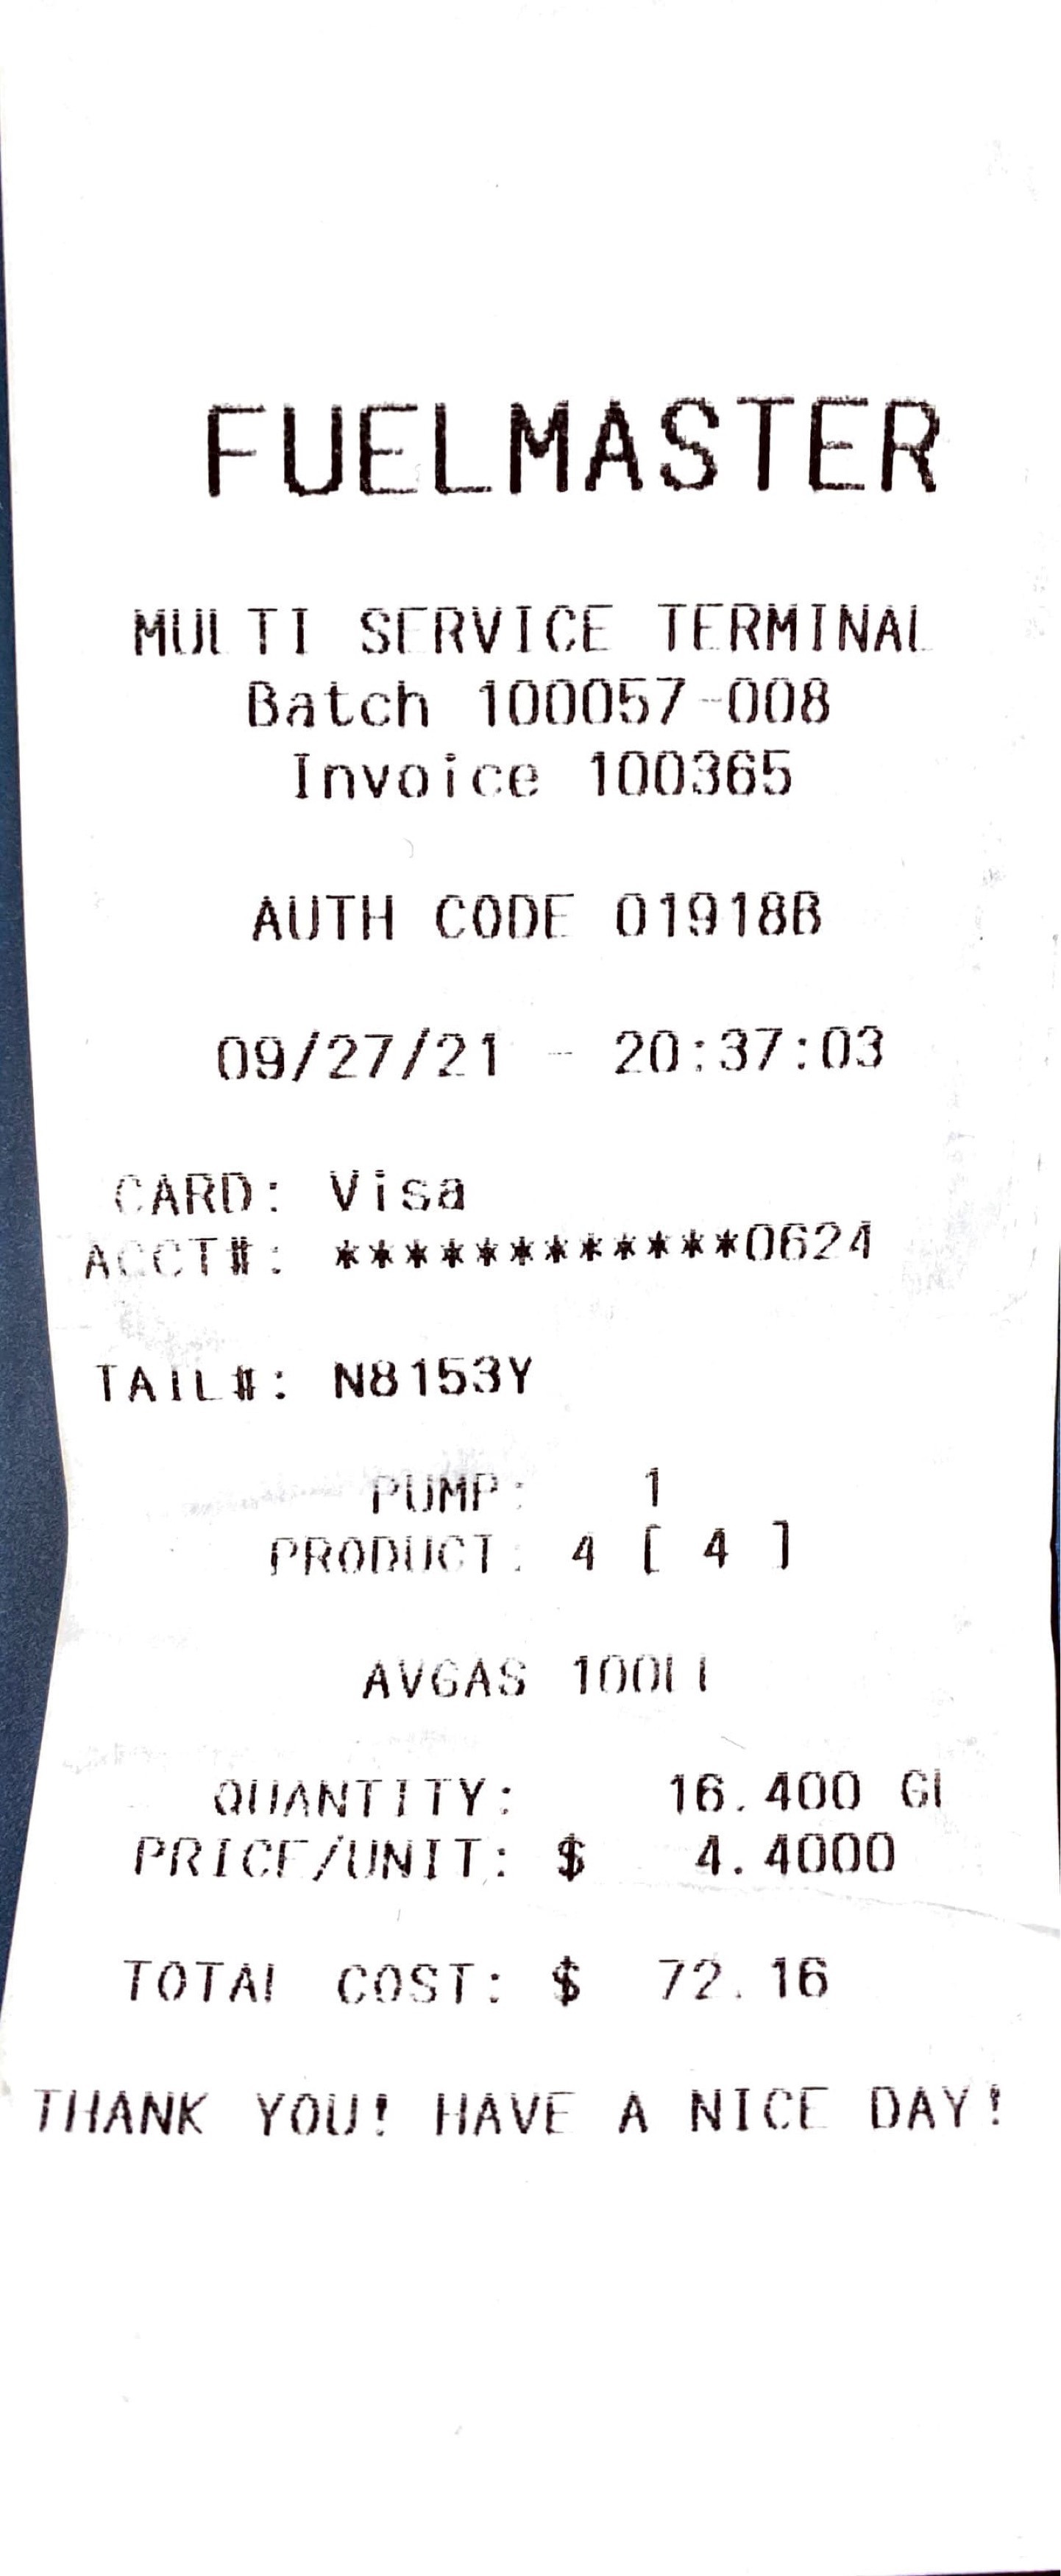 FUELMASTER
MULTI SERVICE TERMINAL
Batch 100057-008
Invoice 100365
AUTH CODE 01918B
09/27/21 - 20:37:03
CARD: Visa
ACCT#: ************0624
TAIL#: N8153Y
PUMP: 1
PRODUCT: 4 [ 4 ]
AVGAS 100LL
QUANTITY: 16.400 GL
PRICE/UNIT: $ 4.4000
TOTAL COST: $ 72.16
THANK YOU! HAVE A NICE DAY!